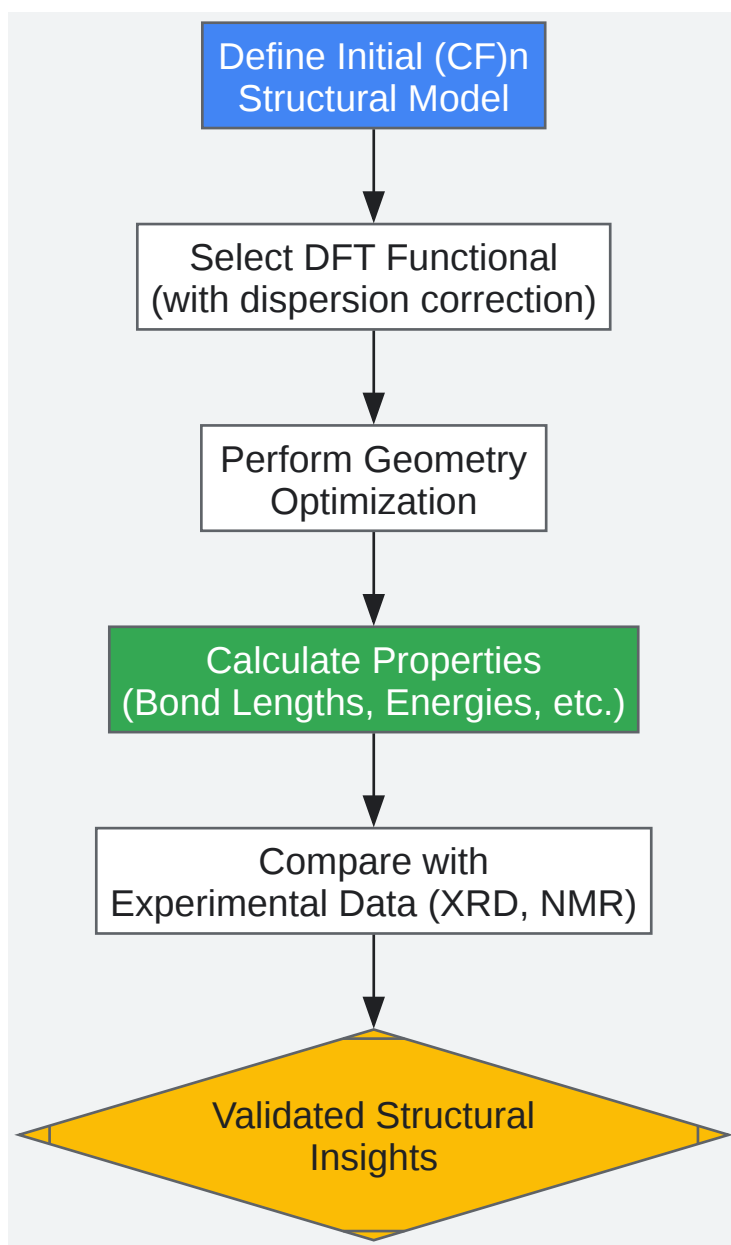 Define Initial (CF)n
Structural Model
Select DFT Functional
(with dispersion correction)
Perform Geometry
Optimization
Calculate Properties
(Bond Lengths, Energies, etc.)
Compare with
Experimental Data (XRD, NMR)
Validated Structural
Insights